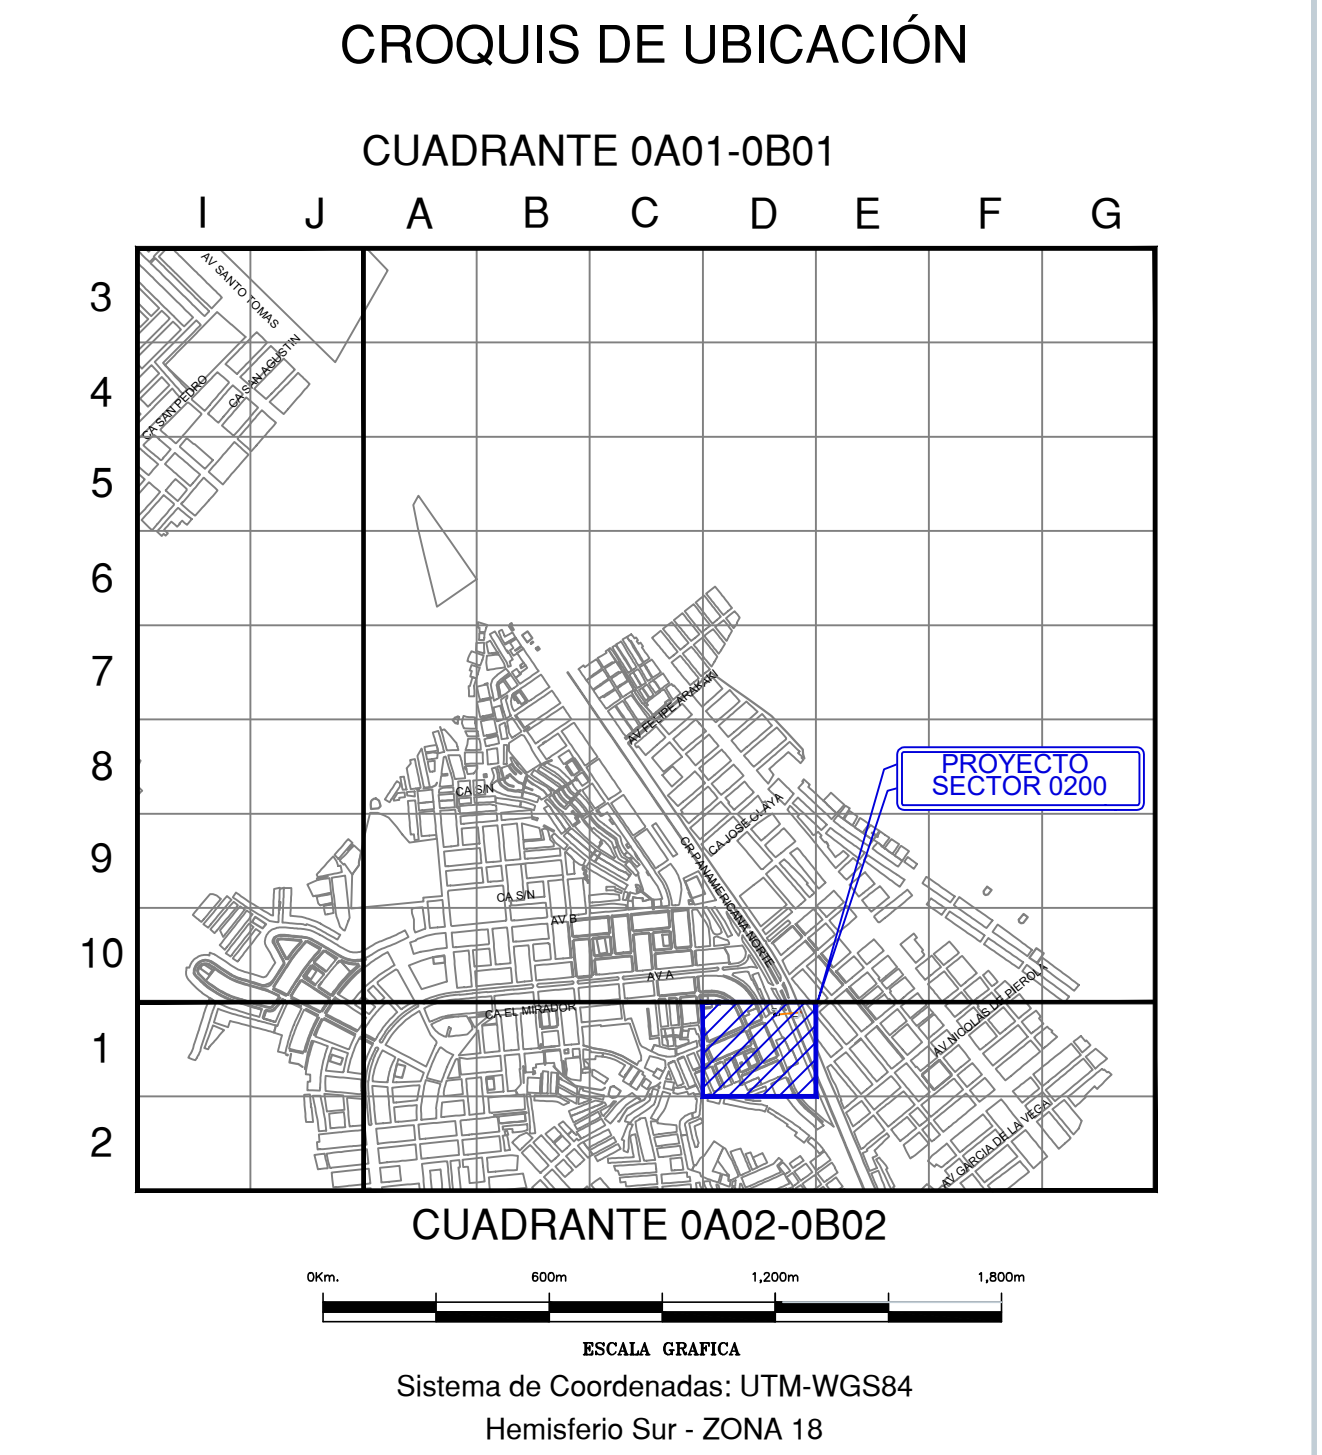 CROQUIS DE UBICACIÓN
CUADRANTE 0A01-0B01
I J A B C D E F G
3
AV SANTO TOMAS
CA SAN AGUSTIN
4
CA SAN PEDRO
5
6
7
AV FELIPE ARAKAKI
8
PROYECTO
SECTOR 0200
CA S/N
CA JOSE OLAYA
9
CR PANAMERICANA NORTE
CA S/N
AV B
10
AV A
AV NICOLAS DE PIEROLA
CA EL MIRADOR
1
2
AV GARCIA DE LA VEGA
CUADRANTE 0A02-0B02
0Km. 600m 1,200m 1,800m
ESCALA GRAFICA
Sistema de Coordenadas: UTM-WGS84
Hemisferio Sur - ZONA 18